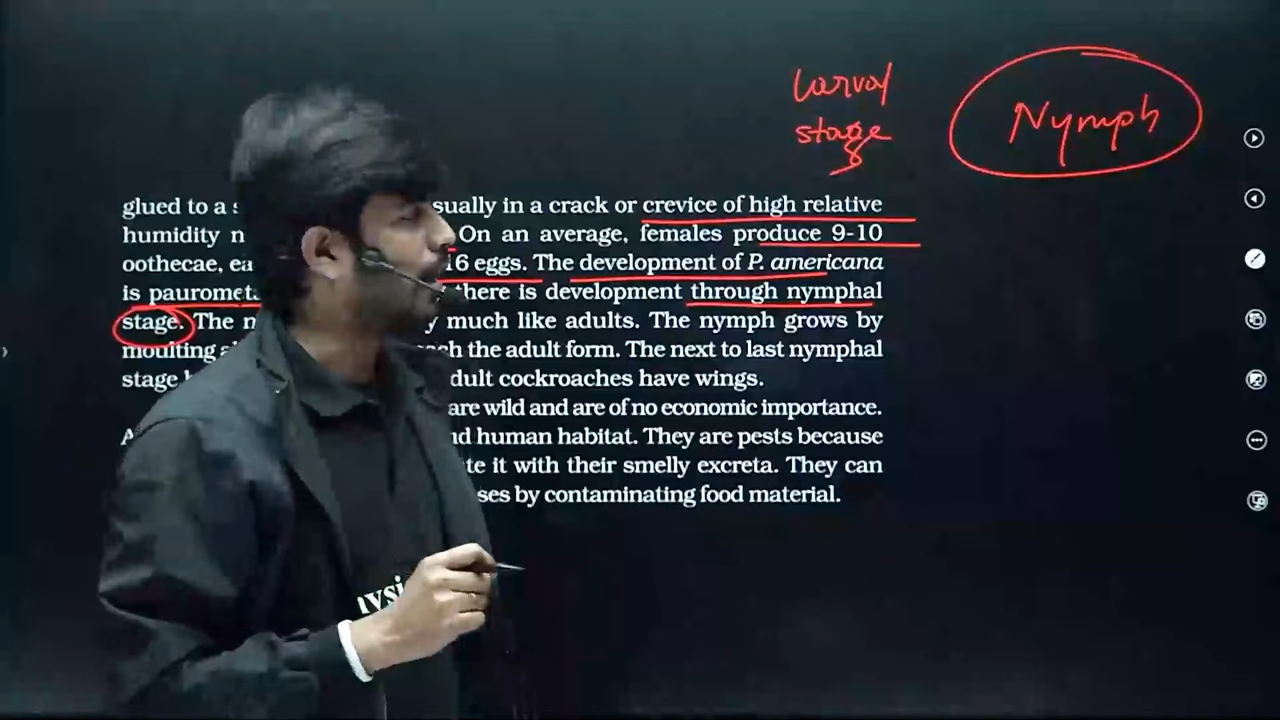 larval
stage
Nymph
glued to a s sually in a crack or crevice of high relative
humidity n On an average, females produce 9-10
oothecae, ea 16 eggs. The development of P. americana
is paurometa there is development through nymphal
stage. The n y much like adults. The nymph grows by
moulting a ch the adult form. The next to last nymphal
stage dult cockroaches have wings.
are wild and are of no economic importance.
A nd human habitat. They are pests because
te it with their smelly excreta. They can
ses by contaminating food material.
ysi